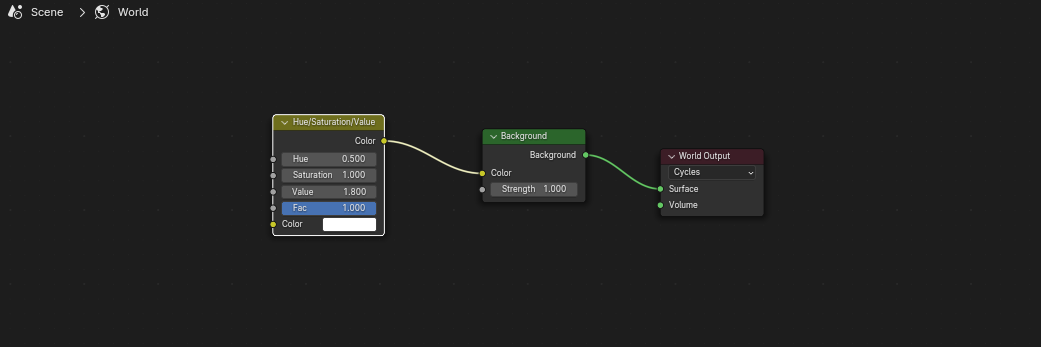 Scene
World
Hue/Saturation/Value
Color
Hue 0.500
Saturation 1.000
Value 1.800
Fac 1.000
Color
Background
Background
Color
Strength 1.000
World Output
Cycles
Surface
Volume